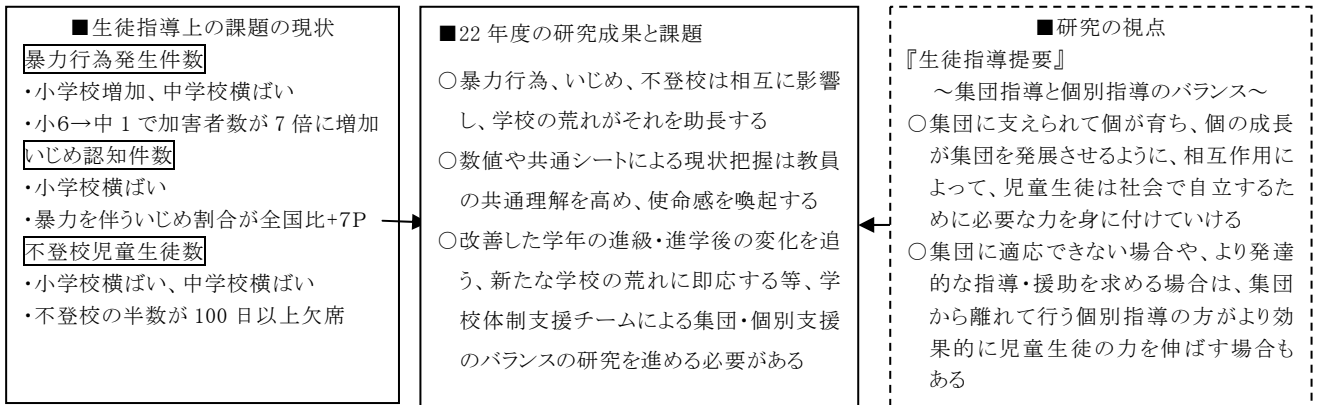 ■生徒指導上の課題の現状
暴力行為発生件数
・小学校増加、中学校横ばい
・小6→中1で加害者数が7倍に増加
いじめ認知件数
・小学校横ばい
・暴力を伴ういじめ割合が全国比+7P
不登校児童生徒数
・小学校横ばい、中学校横ばい
・不登校の半数が100日以上欠席
■22年度の研究成果と課題
○暴力行為、いじめ、不登校は相互に影響
し、学校の荒れがそれを助長する
○数値や共通シートによる現状把握は教員
の共通理解を高め、使命感を喚起する
○改善した学年の進級・進学後の変化を追
う、新たな学校の荒れに即応する等、学
校体制支援チームによる集団・個別支援
のバランスの研究を進める必要がある
■研究の視点
『生徒指導提要』
～集団指導と個別指導のバランス～
○集団に支えられて個が育ち、個の成長
が集団を発展させるように、相互作用に
よって、児童生徒は社会で自立するた
めに必要な力を身に付けていける
○集団に適応できない場合や、より発達
的な指導・援助を求める場合は、集団
から離れて行う個別指導の方がより効
果的に児童生徒の力を伸ばす場合も
ある